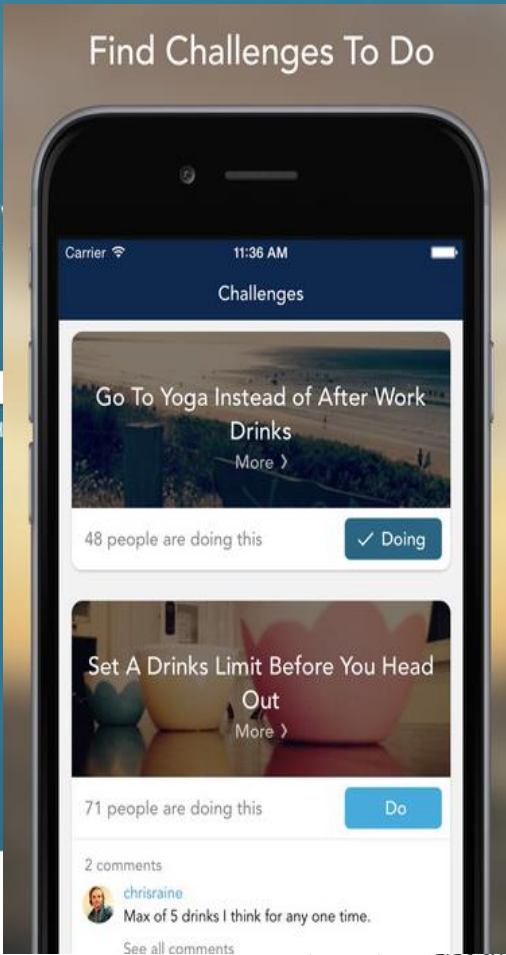 Find Challenges To Do
Carrier
11:36 AM
Challenges
Go To Yoga Instead of After Work
Drinks
More >
48 people are doing this
✓ Doing
Set A Drinks Limit Before You Head
Out
More >
71 people are doing this
Do
2 comments
chrisraine
Max of 5 drinks I think for any one time.
See all comments